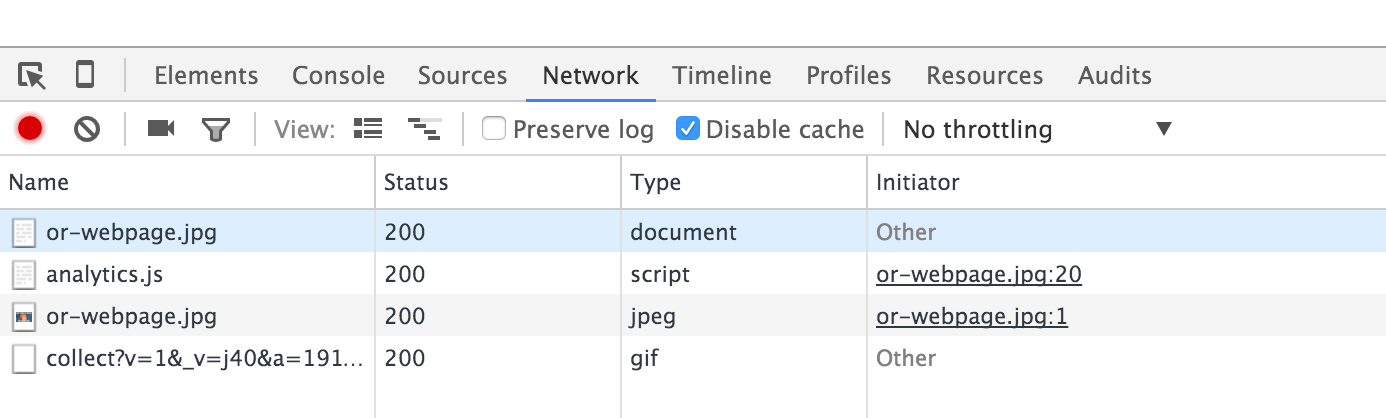 Elements Console Sources Network Timeline Profiles Resources Audits
View: Preserve log Disable cache No throttling
Name Status Type Initiator
or-webpage.jpg 200 document Other
analytics.js 200 script or-webpage.jpg:20
or-webpage.jpg 200 jpeg or-webpage.jpg:1
collect?v=1&_v=j40&a=191... 200 gif Other